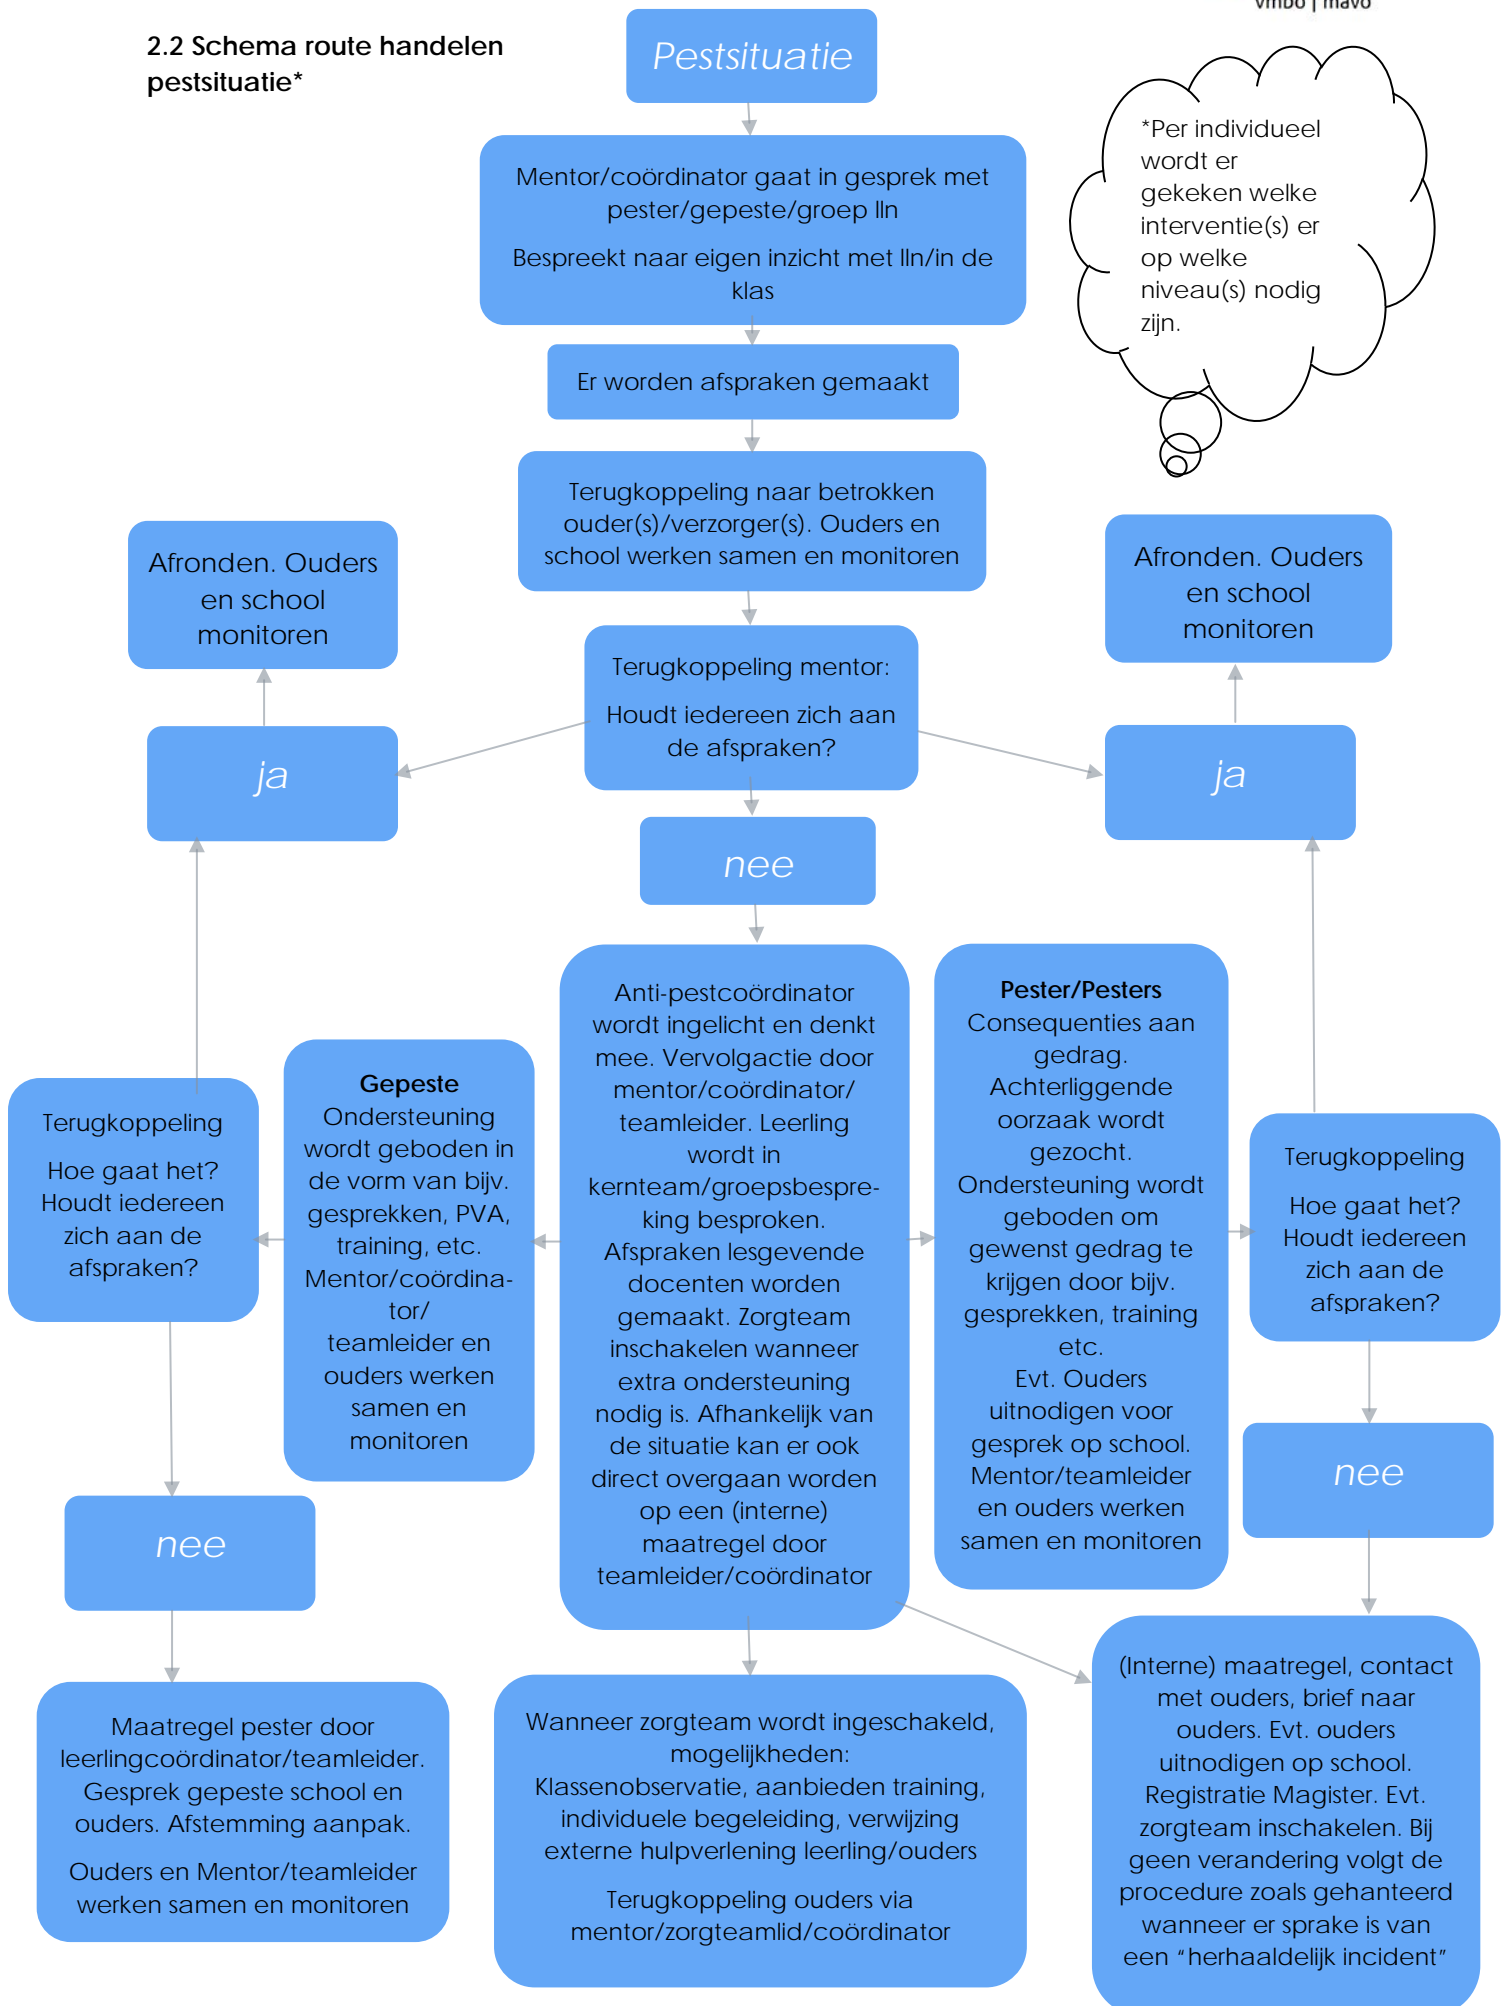 vmbo | mavo
2.2 Schema route handelen
pestsituatie*
Pestsituatie
*Per individueel
wordt er
gekeken welke
interventie(s) er
op welke
niveau(s) nodig
zijn.
Mentor/coördinator gaat in gesprek met
pester/gepeste/groep lln
Bespreekt naar eigen inzicht met lln/in de
klas
Er worden afspraken gemaakt
Terugkoppeling naar betrokken
ouder(s)/verzorger(s). Ouders en
school werken samen en monitoren
Afronden. Ouders
en school
monitoren
Afronden. Ouders
en school
monitoren
Terugkoppeling mentor:
Houdt iedereen zich aan
de afspraken?
ja
ja
nee
Terugkoppeling
Hoe gaat het?
Houdt iedereen
zich aan de
afspraken?
Gepeste
Ondersteuning
wordt geboden in
de vorm van bijv.
gesprekken, PVA,
training, etc.
Mentor/coördina-
tor/
teamleider en
ouders werken
samen en
monitoren
Anti-pestcoördinator
wordt ingelicht en denkt
mee. Vervolgactie door
mentor/coördinator/
teamleider. Leerling
wordt in
kernteam/groepsbespre-
king besproken.
Afspraken lesgevende
docenten worden
gemaakt. Zorgteam
inschakelen wanneer
extra ondersteuning
nodig is. Afhankelijk van
de situatie kan er ook
direct overgaan worden
op een (interne)
maatregel door
teamleider/coördinator
Pester/Pesters
Consequenties aan
gedrag.
Achterliggende
oorzaak wordt
gezocht.
Ondersteuning wordt
geboden om
gewenst gedrag te
krijgen door bijv.
gesprekken, training
etc.
Evt. Ouders
uitnodigen voor
gesprek op school.
Mentor/teamleider
en ouders werken
samen en monitoren
Terugkoppeling
Hoe gaat het?
Houdt iedereen
zich aan de
afspraken?
nee
nee
Maatregel pester door
leerlingcoördinator/teamleider.
Gesprek gepeste school en
ouders. Afstemming aanpak.
Ouders en Mentor/teamleider
werken samen en monitoren
Wanneer zorgteam wordt ingeschakeld,
mogelijkheden:
Klassenobservatie, aanbieden training,
individuele begeleiding, verwijzing
externe hulpverlening leerling/ouders
Terugkoppeling ouders via
mentor/zorgteamlid/coördinator
(Interne) maatregel, contact
met ouders, brief naar
ouders. Evt. ouders
uitnodigen op school.
Registratie Magister. Evt.
zorgteam inschakelen. Bij
geen verandering volgt de
procedure zoals gehanteerd
wanneer er sprake is van
een “herhaaldelijk incident”